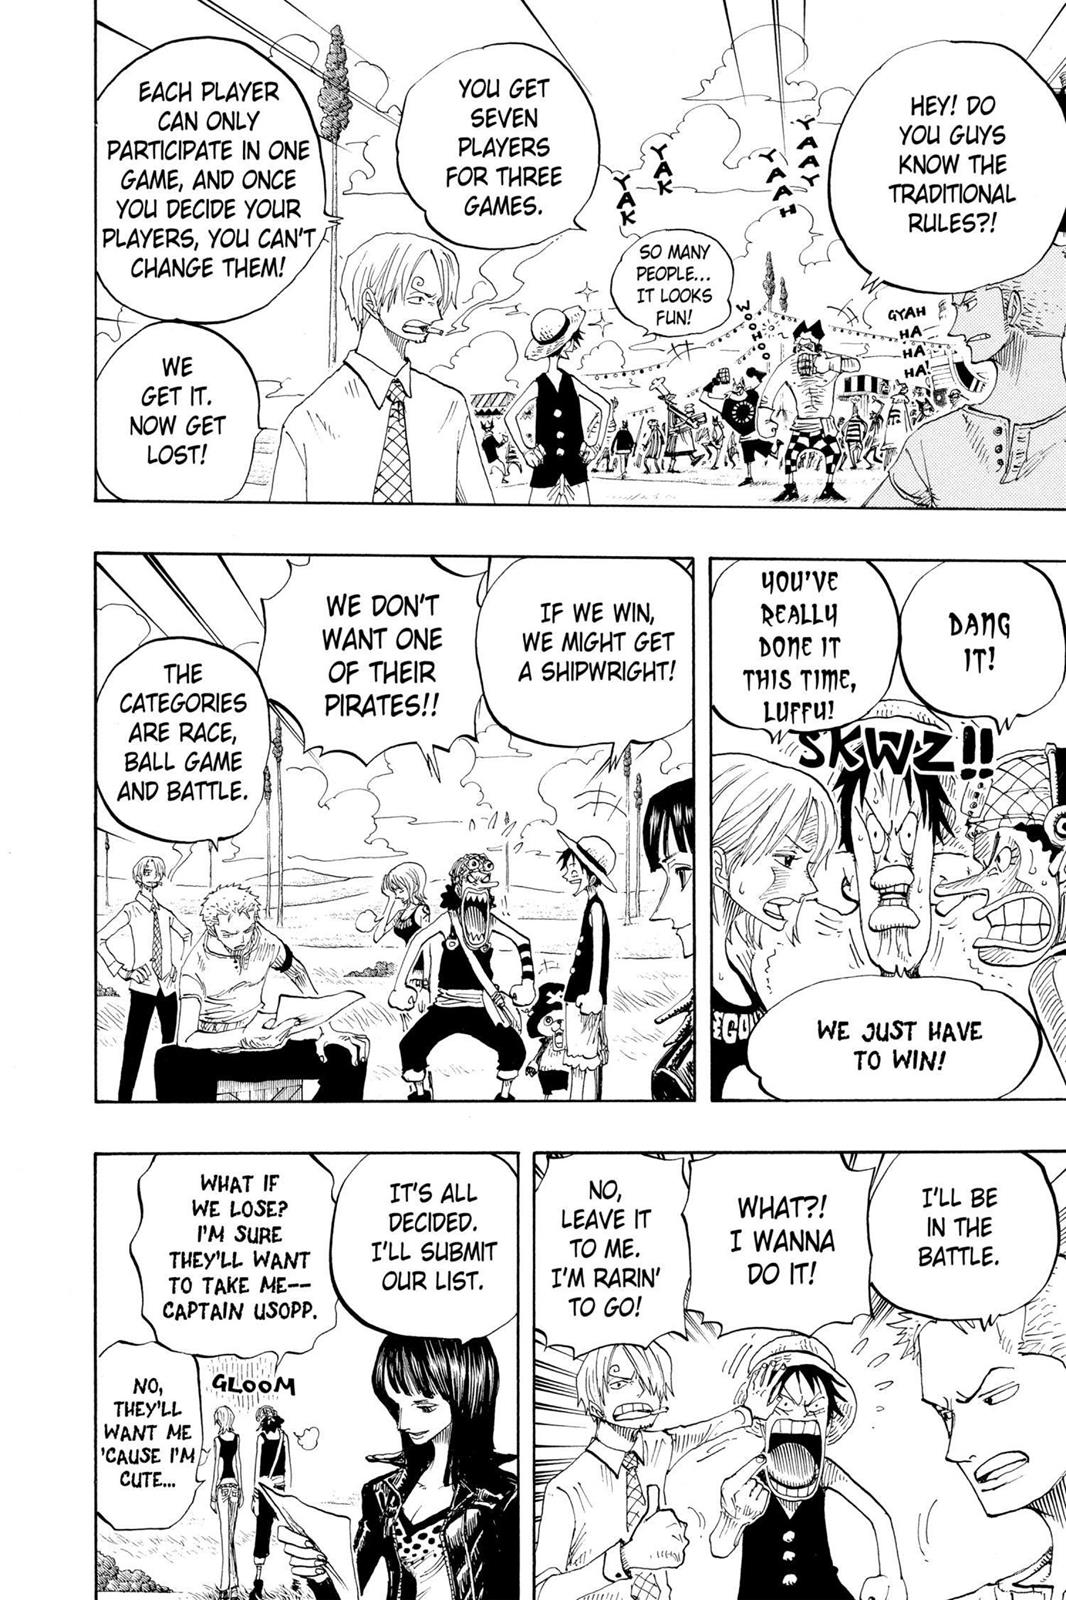 HEY! DO
YOU GUYS
KNOW THE
TRADITIONAL
RULES?!
YAAY
YAAH
YAK
YAK
GYAH
HA
HA
HA!
WOOHOO
SO MANY
PEOPLE...
IT LOOKS
FUN!
YOU GET
SEVEN
PLAYERS
FOR THREE
GAMES.
EACH PLAYER
CAN ONLY
PARTICIPATE IN ONE
GAME, AND ONCE
YOU DECIDE YOUR
PLAYERS, YOU CAN'T
CHANGE THEM!
WE
GET IT.
NOW GET
LOST!
DANG
IT!
YOU'VE
REALLY
DONE IT
THIS TIME,
LUFFY!
SKWZ!!
EGO
WE JUST HAVE
TO WIN!
IF WE WIN,
WE MIGHT GET
A SHIPWRIGHT!
WE DON'T
WANT ONE
OF THEIR
PIRATES!!
THE
CATEGORIES
ARE RACE,
BALL GAME
AND BATTLE.
I'LL BE
IN THE
BATTLE.
WHAT?!
I WANNA
DO IT!
NO,
LEAVE IT
TO ME.
I'M RARIN'
TO GO!
IT'S ALL
DECIDED.
I'LL SUBMIT
OUR LIST.
WHAT IF
WE LOSE?
I'M SURE
THEY'LL WANT
TO TAKE ME--
CAPTAIN USOPP.
GLOOM
NO,
THEY'LL
WANT ME
'CAUSE I'M
CUTE...